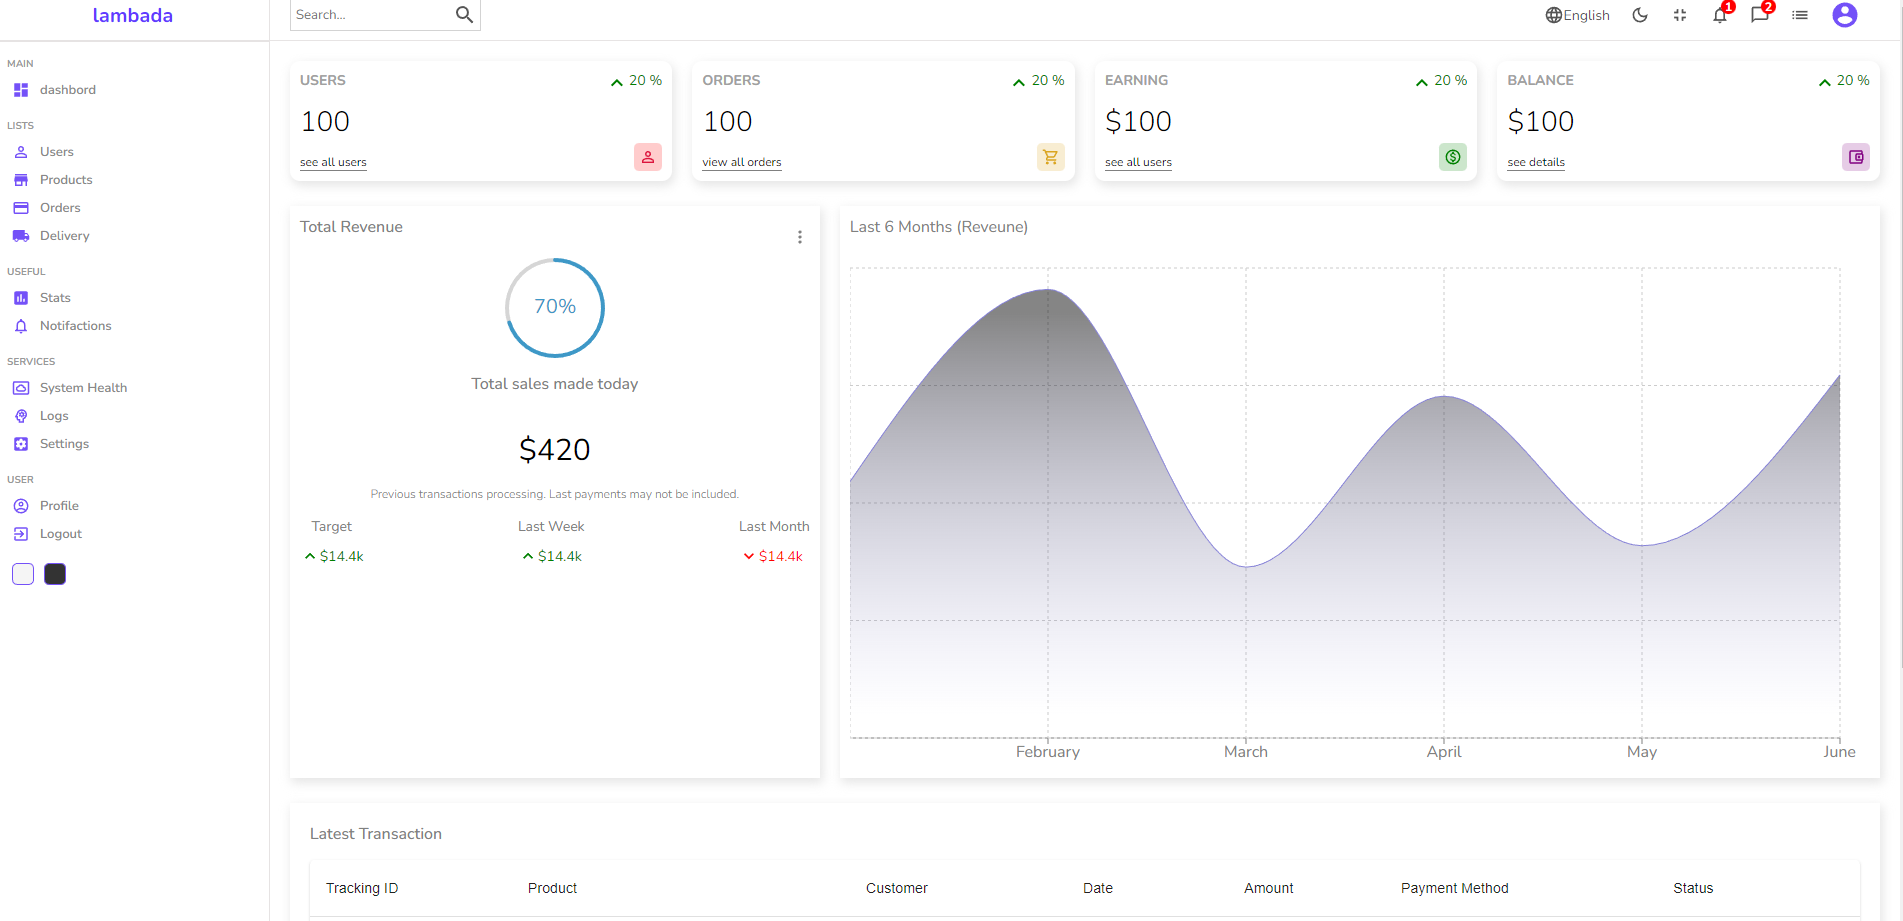 lambada
Search...
English
1
2
MAIN
dashbord
LISTS
Users
Products
Orders
Delivery
USEFUL
Stats
Notifactions
SERVICES
System Health
Logs
Settings
USER
Profile
Logout
USERS
20 %
100
see all users
ORDERS
20 %
100
view all orders
EARNING
20 %
$100
see all users
BALANCE
20 %
$100
see details
Total Revenue
70%
Total sales made today
$420
Previous transactions processing. Last payments may not be included.
Target
Last Week
Last Month
$14.4k
$14.4k
$14.4k
Last 6 Months (Reveune)
February
March
April
May
June
Latest Transaction
Tracking ID
Product
Customer
Date
Amount
Payment Method
Status